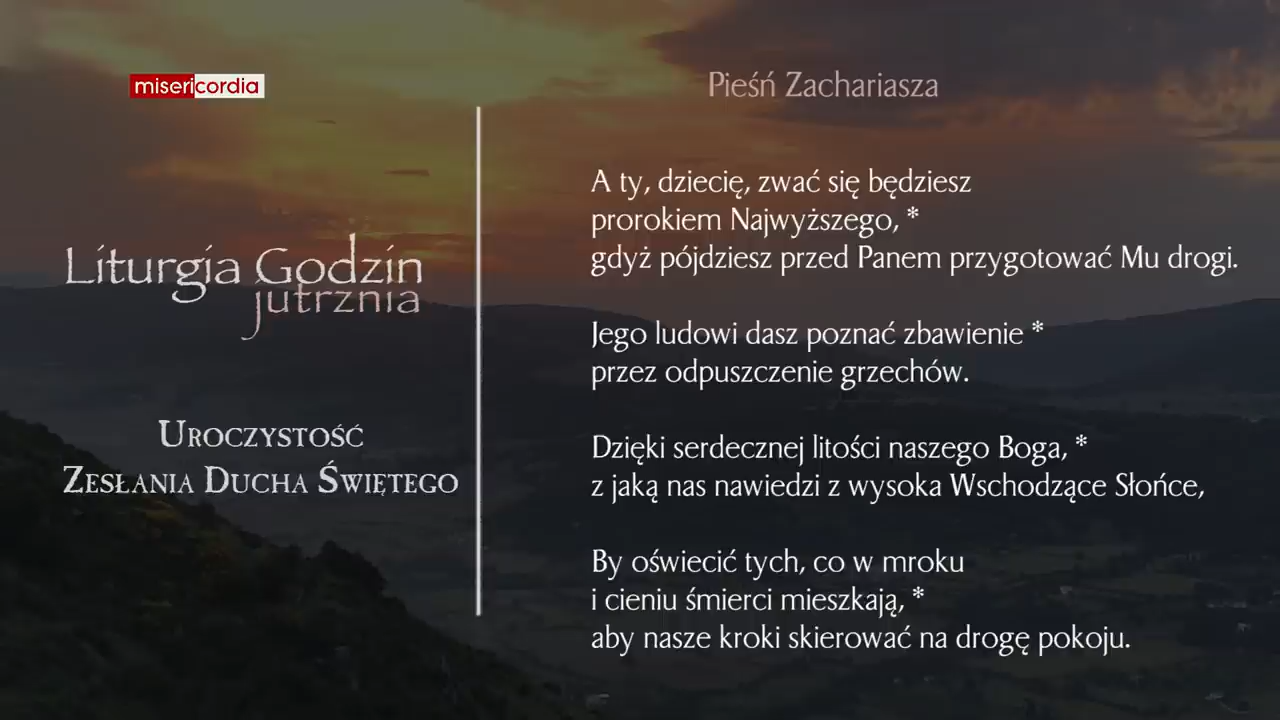 misericordia
Liturgia Godzin
jutrznia
Uroczystość
Zesłania Ducha Świętego
Pieśń Zachariasza
A ty, dziecię, zwać się będziesz
prorokiem Najwyższego, *
gdyż pójdziesz przed Panem przygotować Mu drogi.
Jego ludowi dasz poznać zbawienie *
przez odpuszczenie grzechów.
Dzięki serdecznej litości naszego Boga, *
z jaką nas nawiedzi z wysoka Wschodzące Słońce,
By oświecić tych, co w mroku
i cieniu śmierci mieszkają, *
aby nasze kroki skierować na drogę pokoju.